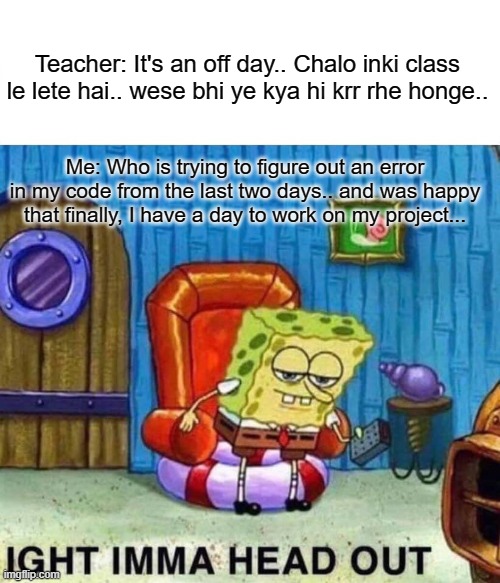 Teacher: It's an off day.. Chalo inki class
le lete hai.. wese bhi ye kya hi krr rhe honge..
Me: Who is trying to figure out an error
in my code from the last two days.. and was happy
that finally, I have a day to work on my project...
IGHT IMMA HEAD OUT
imgflip.com